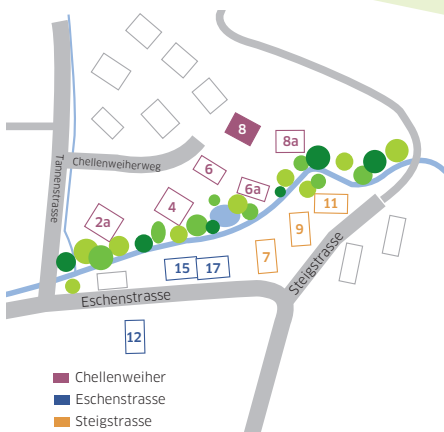 8
8a
Chellenweiherweg
6
6a
Tannenstrasse
4
11
2a
9
7
15
17
Steigstrasse
Eschenstrasse
12
Chellenweiher
Eschenstrasse
Steigstrasse